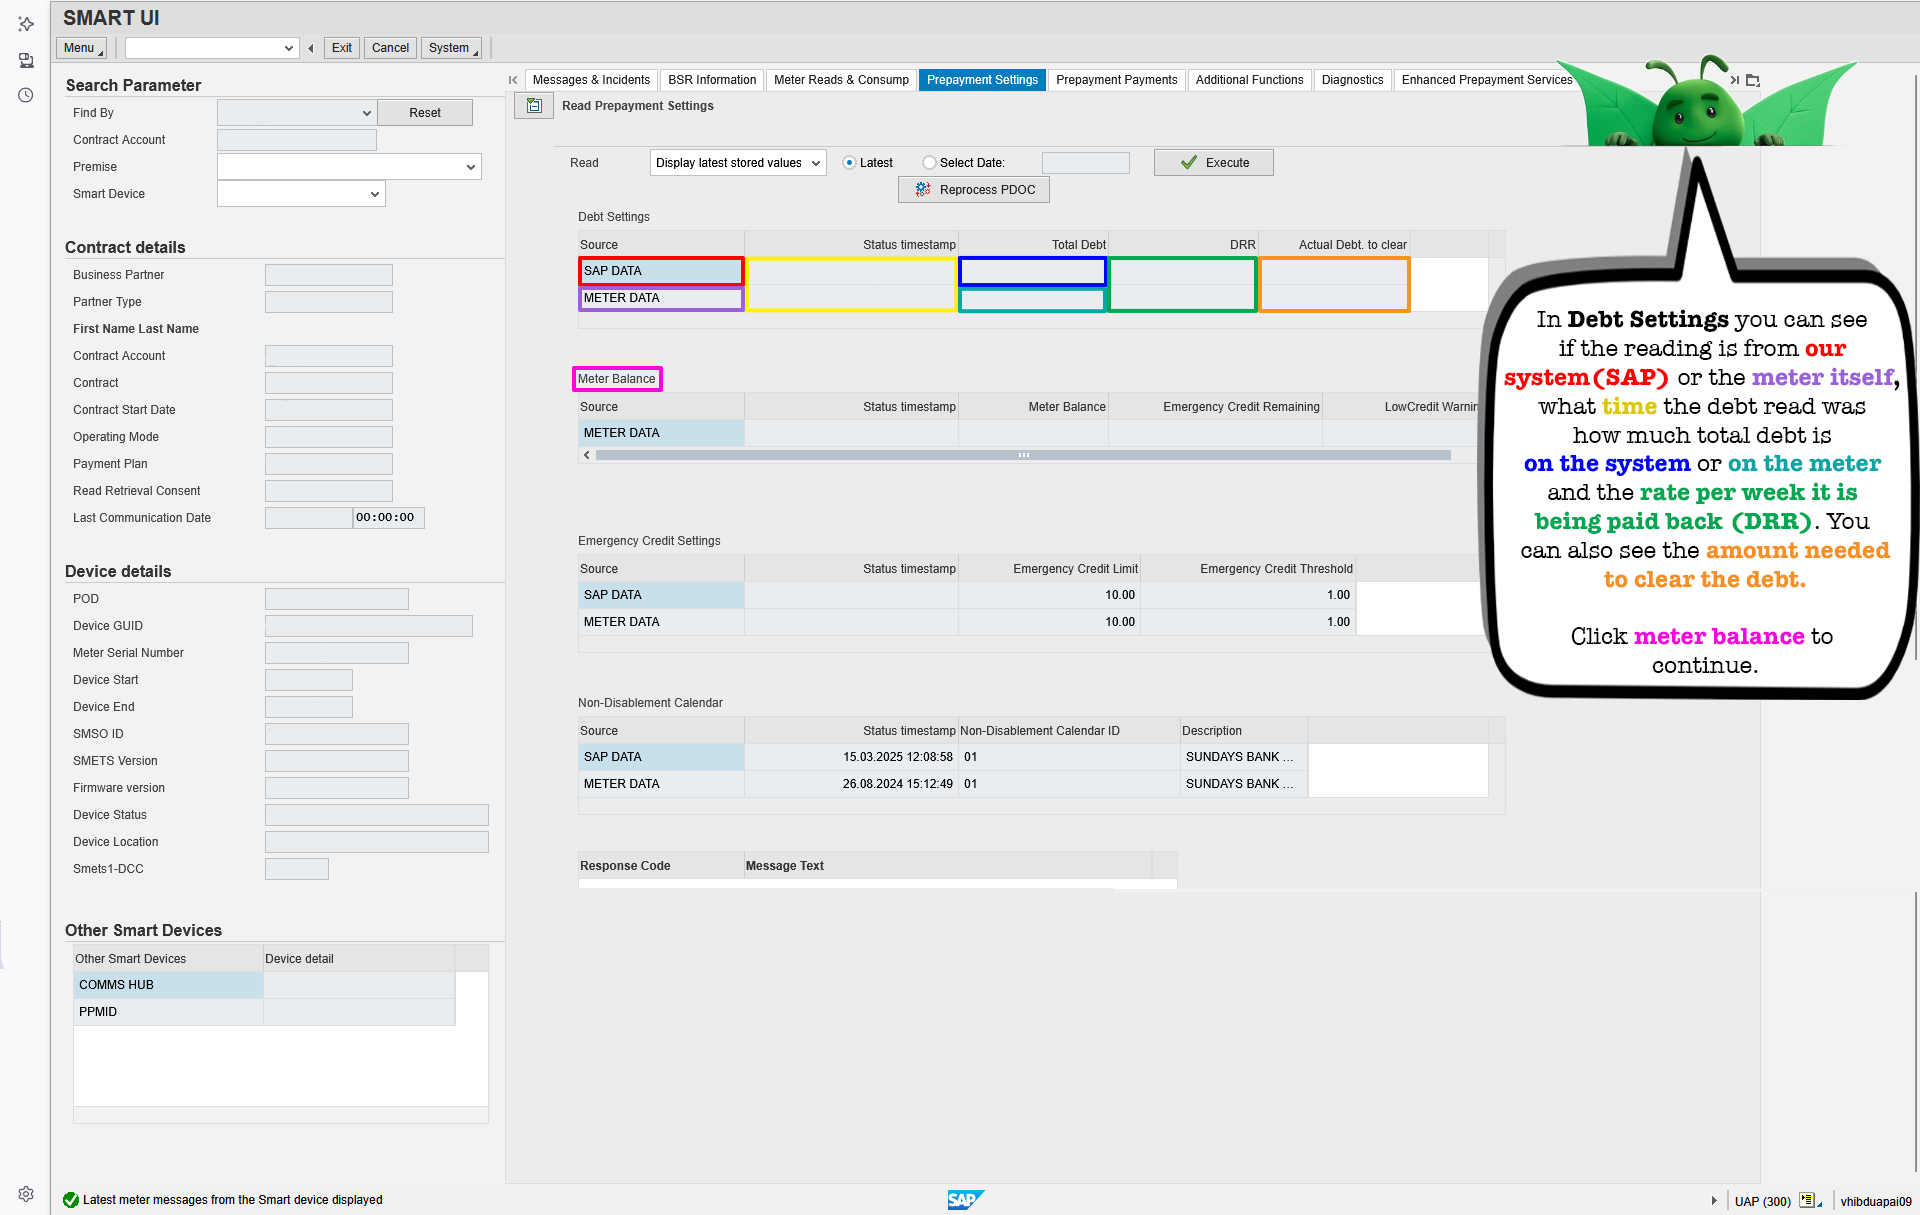 SMART UI
Menu
Exit
Cancel
System
Search Parameter
Find By
Reset
Contract Account
Premise
Smart Device
Contract details
Business Partner
Partner Type
First Name Last Name
Contract Account
Contract
Contract Start Date
Operating Mode
Payment Plan
Read Retrieval Consent
Last Communication Date 00:00:00
Device details
POD
Device GUID
Meter Serial Number
Device Start
Device End
SMSO ID
SMETS Version
Firmware version
Device Status
Device Location
Smets1-DCC
Other Smart Devices
Other Smart Devices Device detail
COMMS HUB
PPMID
Messages & Incidents BSR Information Meter Reads & Consump Prepayment Settings Prepayment Payments Additional Functions Diagnostics Enhanced Prepayment Services
Read Prepayment Settings
Read Display latest stored values Latest Select Date: Execute
Reprocess PDOC
Debt Settings
Source Status timestamp Total Debt DRR Actual Debt. to clear
SAP DATA
METER DATA
Meter Balance
Source Status timestamp Meter Balance Emergency Credit Remaining LowCredit Warnin
METER DATA
Emergency Credit Settings
Source Status timestamp Emergency Credit Limit Emergency Credit Threshold
SAP DATA 10.00 1.00
METER DATA 10.00 1.00
Non-Disablement Calendar
Source Status timestamp Non-Disablement Calendar ID Description
SAP DATA 15.03.2025 12:08:58 01 SUNDAYS BANK ...
METER DATA 26.08.2024 15:12:49 01 SUNDAYS BANK ...
Response Code Message Text
In Debt Settings you can see
if the reading is from our
system(SAP) or the meter itself,
what time the debt read was
how much total debt is
on the system or on the meter
and the rate per week it is
being paid back (DRR). You
can also see the amount needed
to clear the debt.
Click meter balance to
continue.
Latest meter messages from the Smart device displayed
SAP
UAP (300)
vhibduapai09